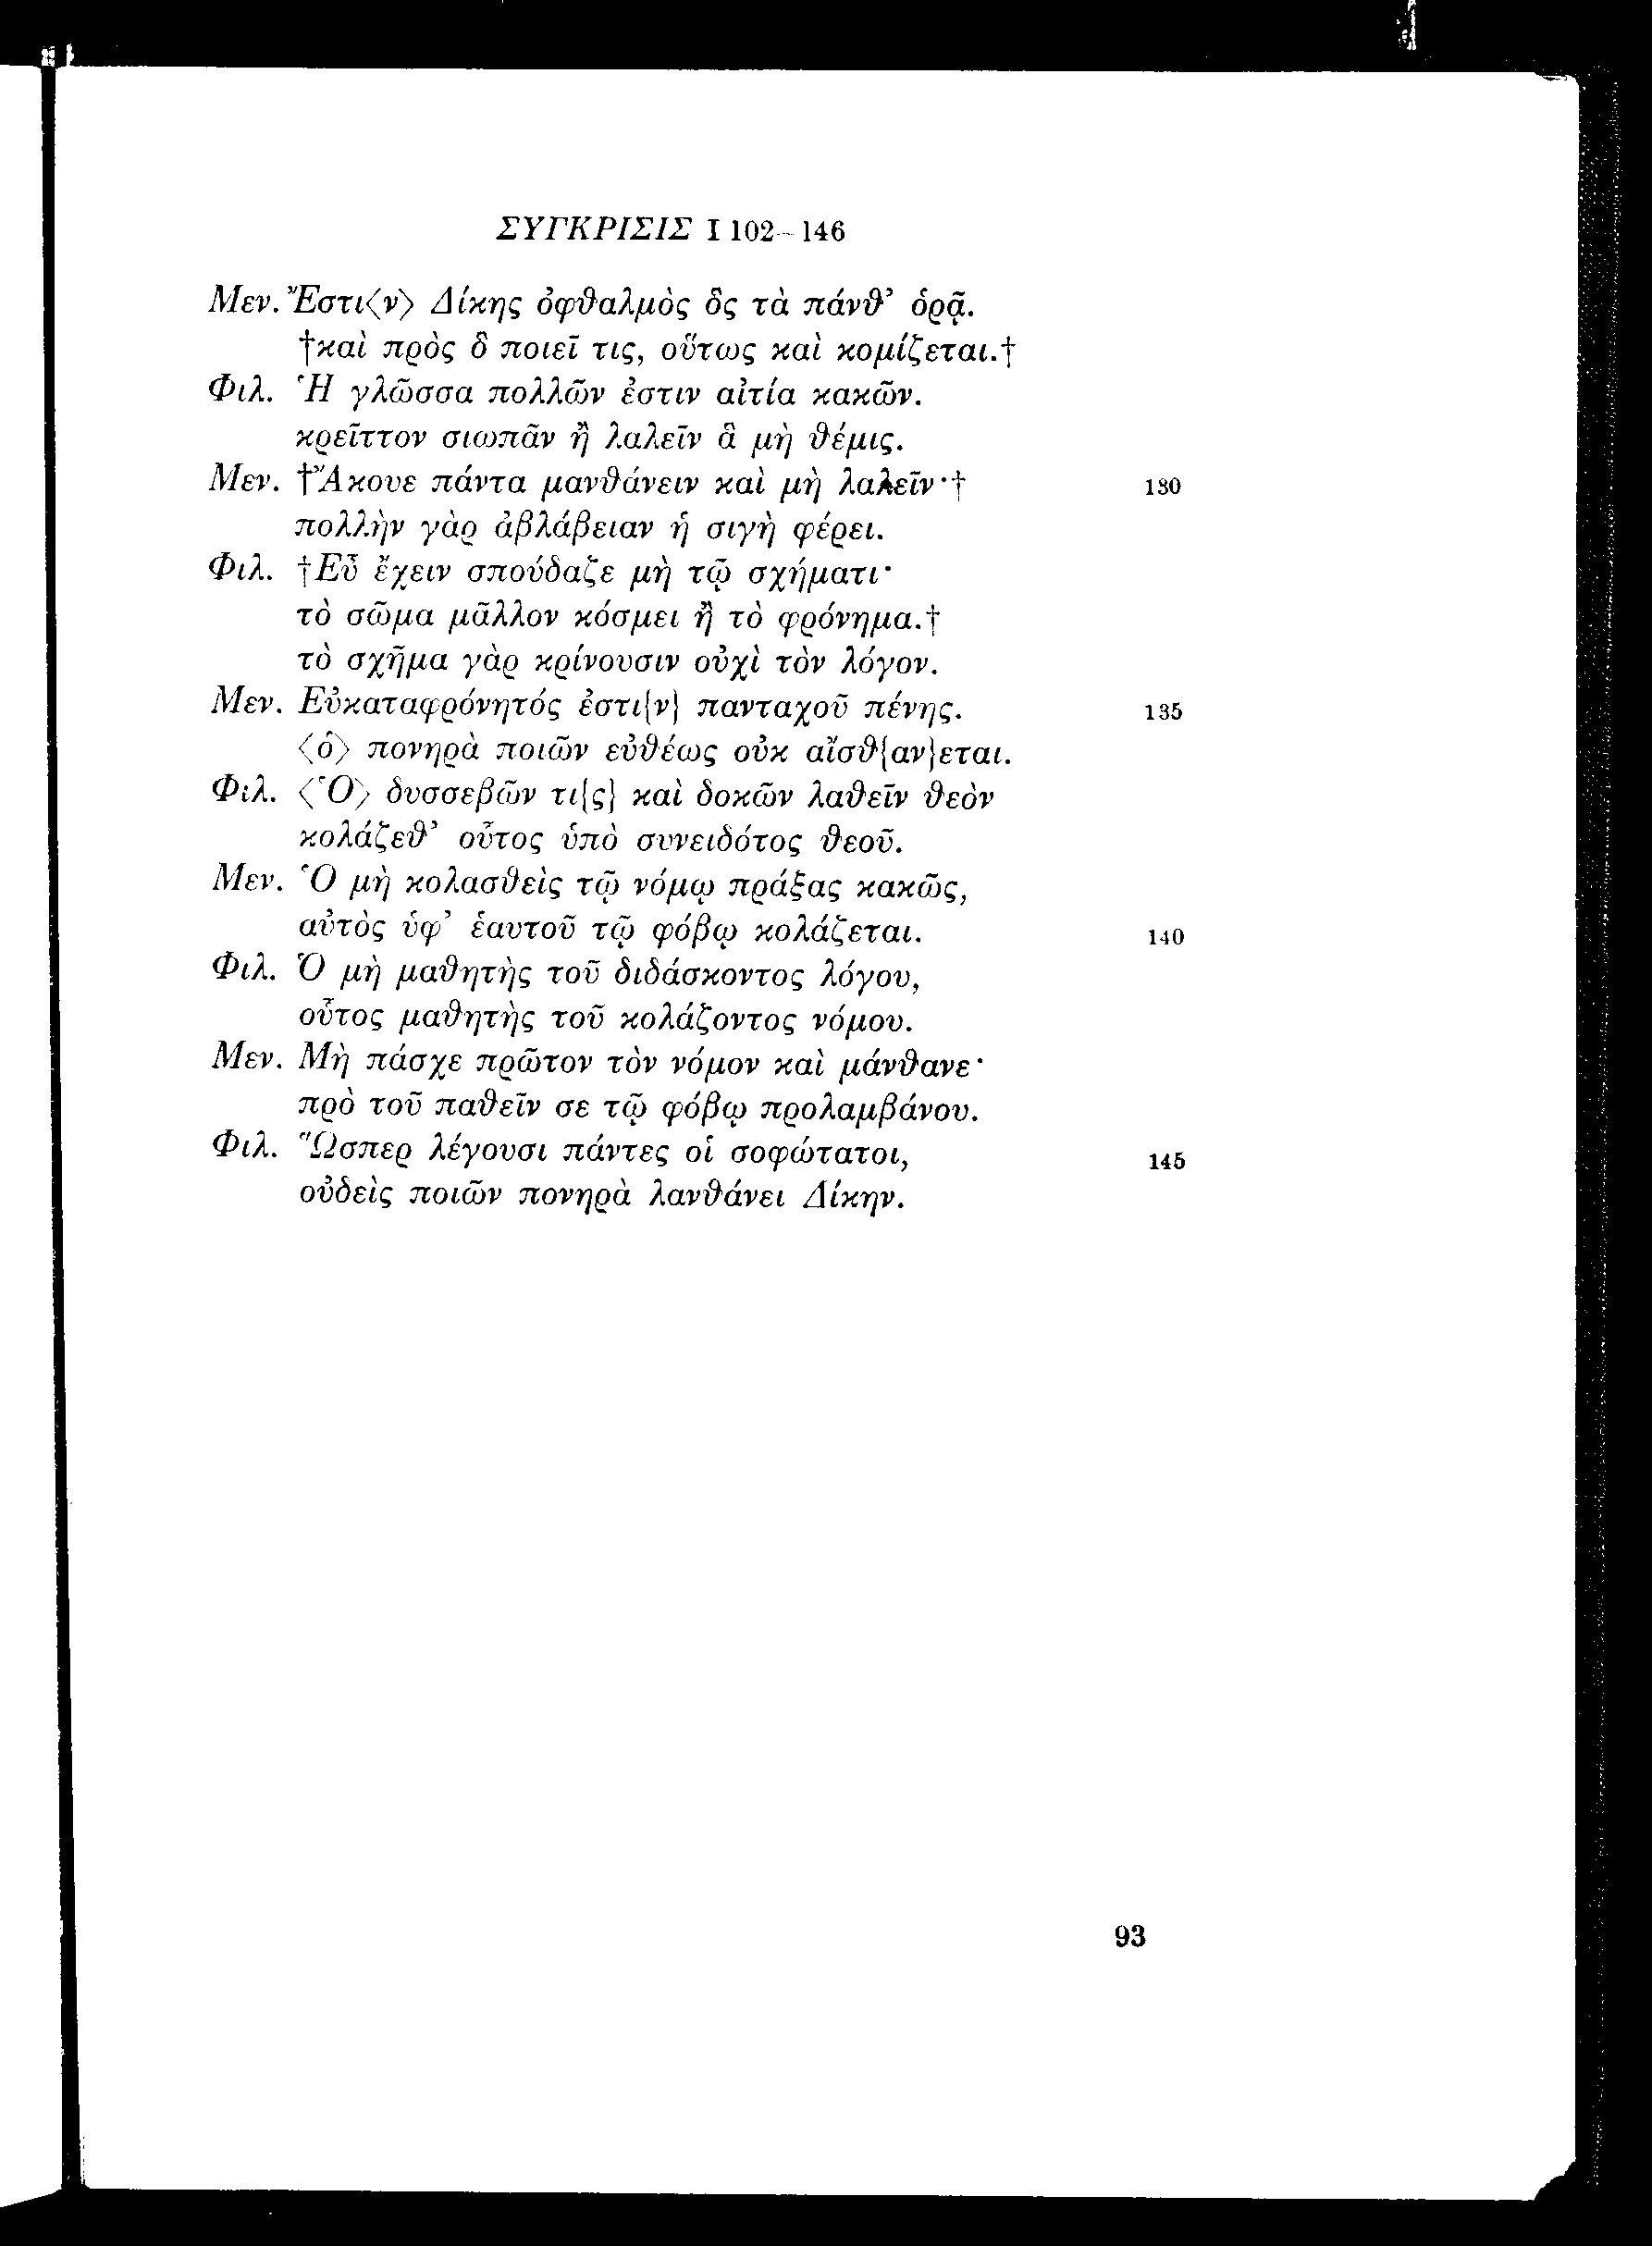 ΣΥΓΚΡΙΣΙΣ I 102–146
Μεν. Ἔστι⟨ν⟩ Δίκης ὀφθαλμὸς ὃς τὰ πάνθ’ ὁρᾷ.
†καὶ πρὸς ὃ ποιεῖ τις, οὕτως καὶ κομίζεται.†
Φιλ. Ἡ γλῶσσα πολλῶν ἐστιν αἰτία κακῶν.
κρεῖττον σιωπᾶν ἢ λαλεῖν ἃ μὴ θέμις.
Μεν. †Ἄκουε πάντα μανθάνειν καὶ μὴ λαλεῖν·† 130
πολλὴν γὰρ ἀβλάβειαν ἡ σιγὴ φέρει.
Φιλ. †Εὖ ἔχειν σπούδαζε μὴ τῷ σχήματι·
τὸ σῶμα μᾶλλον κόσμει ἢ τὸ φρόνημα.†
τὸ σχῆμα γὰρ κρίνουσιν οὐχὶ τὸν λόγον.
Μεν. Εὐκαταφρόνητός ἐστι{ν} πανταχοῦ πένης. 135
⟨ὁ⟩ πονηρὰ ποιῶν εὐθέως οὐκ αἴσθ{αν}εται.
Φιλ. ⟨Ὁ⟩ δυσσεβῶν τι{ς} καὶ δοκῶν λαθεῖν θεὸν
κολάζεθ’ οὗτος ὑπὸ συνειδότος θεοῦ.
Μεν. Ὁ μὴ κολασθεὶς τῷ νόμῳ πράξας κακῶς,
αὐτὸς ὑφ’ ἑαυτοῦ τῷ φόβῳ κολάζεται. 140
Φιλ. Ὁ μὴ μαθητὴς τοῦ διδάσκοντος λόγου,
οὗτος μαθητὴς τοῦ κολάζοντος νόμου.
Μεν. Μὴ πάσχε πρῶτον τὸν νόμον καὶ μάνθανε·
πρὸ τοῦ παθεῖν σε τῷ φόβῳ προλαμβάνου.
Φιλ. Ὥσπερ λέγουσι πάντες οἱ σοφώτατοι, 145
οὐδεὶς ποιῶν πονηρὰ λανθάνει Δίκην.
93